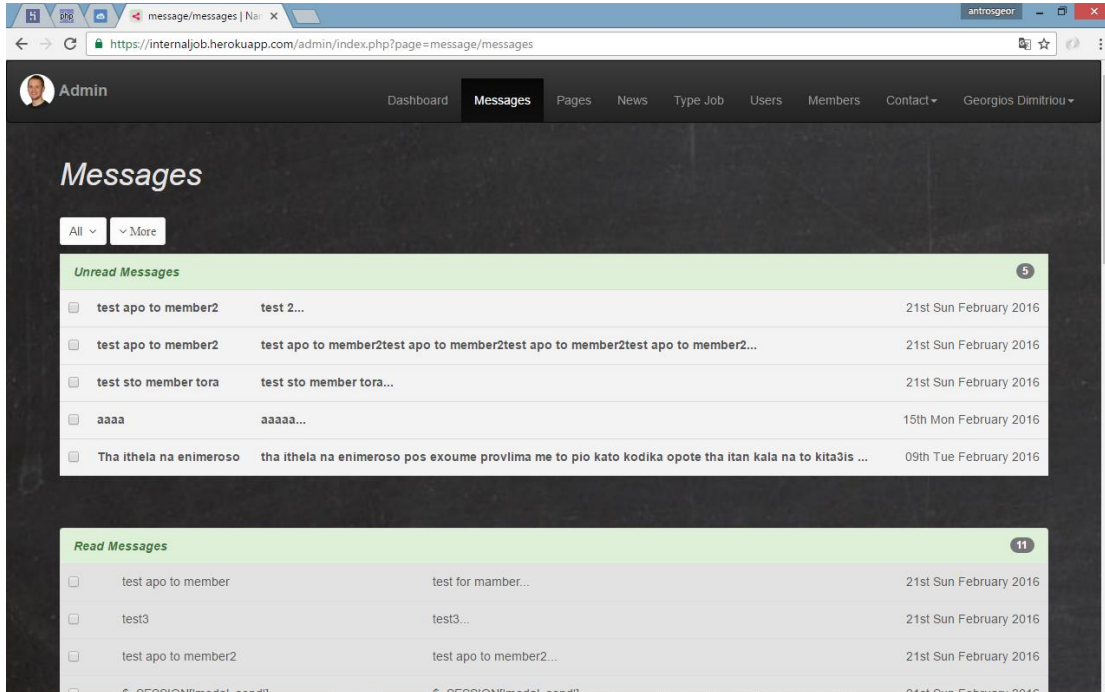 antrosgeor
message/messages | Nar
https://internaljob.herokuapp.com/admin/index.php?page=message/messages
Admin Dashboard Messages Pages News Type Job Users Members Contact Georgios Dimitriou
Messages
All More
Unread Messages 5
test apo to member2 test 2... 21st Sun February 2016
test apo to member2 test apo to member2test apo to member2test apo to member2test apo to member2... 21st Sun February 2016
test sto member tora test sto member tora... 21st Sun February 2016
aaaa aaaaa... 15th Mon February 2016
Tha ithela na enimeroso tha ithela na enimeroso pos exoume provlima me to pio kato kodika opote tha itan kala na to kita3is ... 09th Tue February 2016
Read Messages 11
test apo to member test for mamber... 21st Sun February 2016
test3 test3... 21st Sun February 2016
test apo to member2 test apo to member2... 21st Sun February 2016